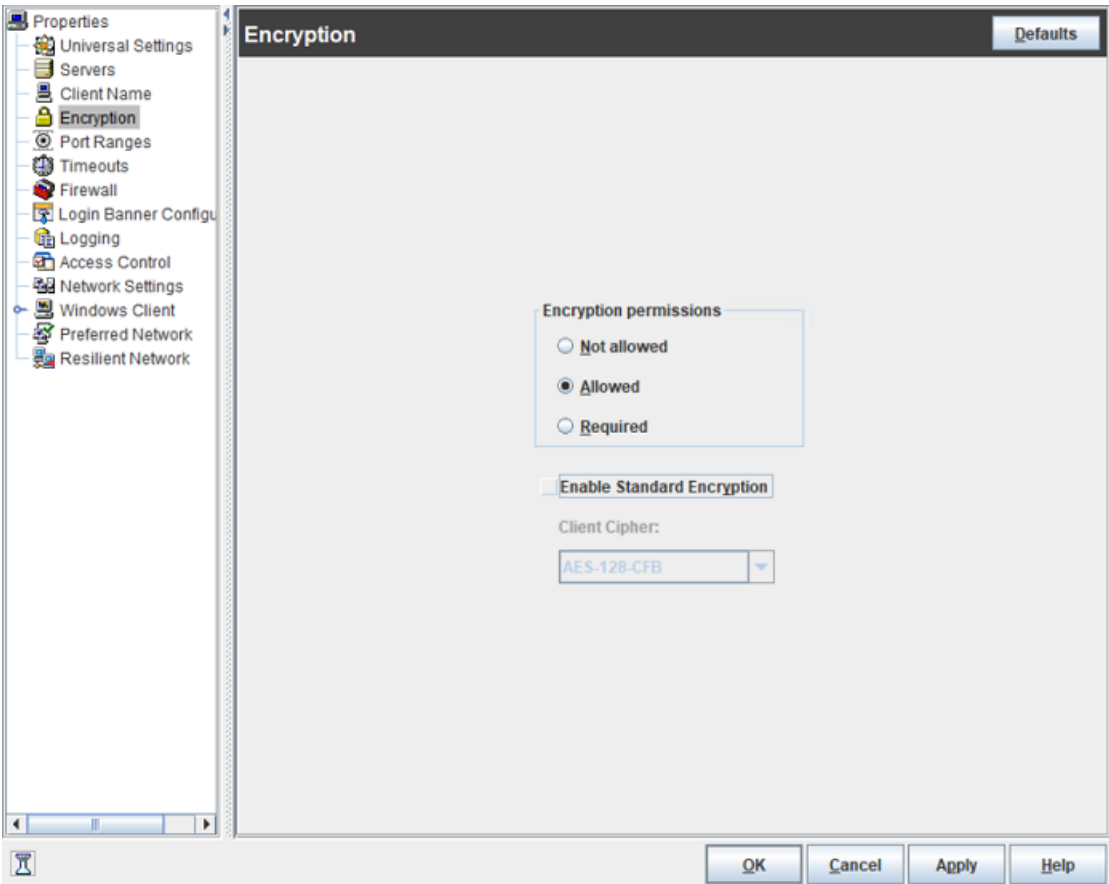 Properties
Universal Settings
Servers
Client Name
Encryption
Port Ranges
Timeouts
Firewall
Login Banner Configu
Logging
Access Control
Network Settings
Windows Client
Preferred Network
Resilient Network
Encryption
Defaults
Encryption permissions
Not allowed
Allowed
Required
Enable Standard Encryption
Client Cipher:
AES-128-CFB
OK
Cancel
Apply
Help